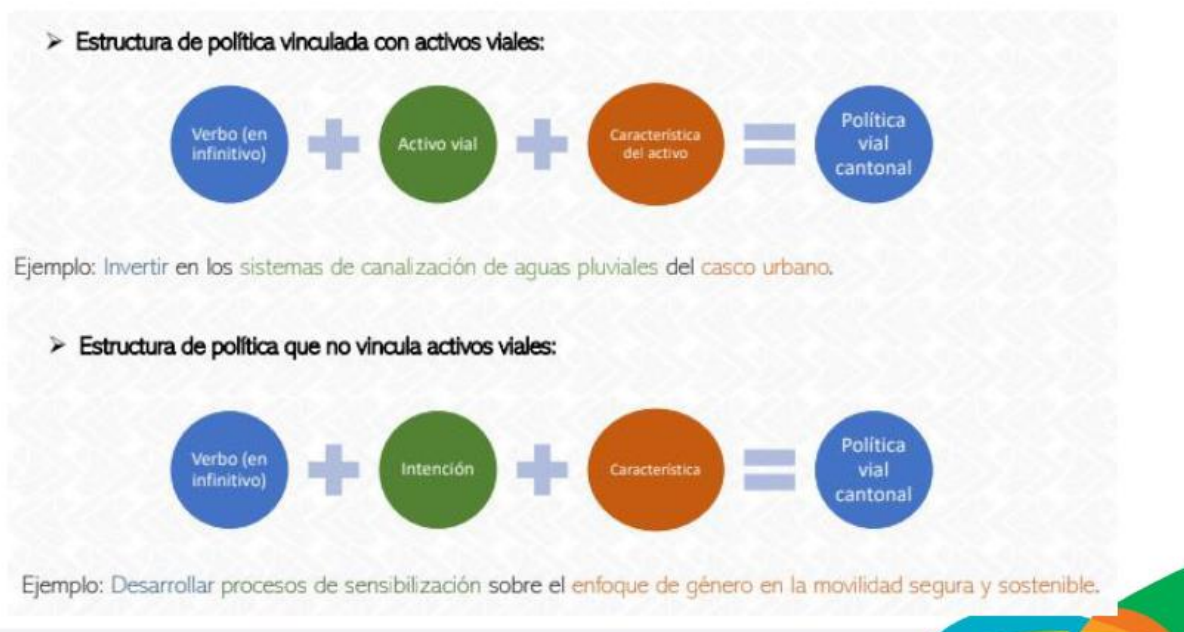 ➢ Estructura de política vinculada con activos viales:
Verbo (en
infinitivo)
Activo vial
Característica
del activo
Política
vial
cantonal
Ejemplo: Invertir en los sistemas de canalización de aguas pluviales del casco urbano.
➢ Estructura de política que no vincula activos viales:
Verbo (en
infinitivo)
Intención
Característica
Política
vial
cantonal
Ejemplo: Desarrollar procesos de sensibilización sobre el enfoque de género en la movilidad segura y sostenible.